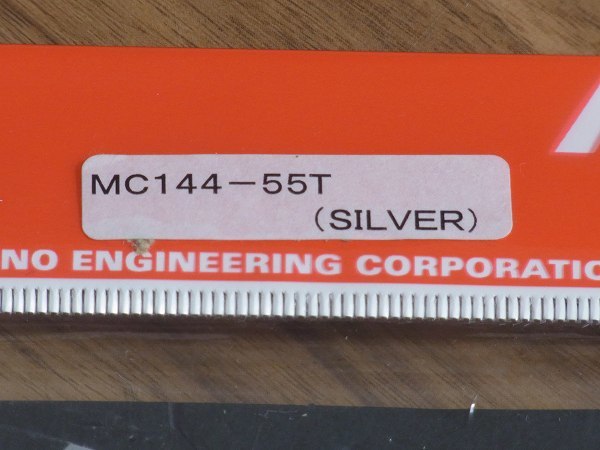 MC144-55T
(SILVER)
NO ENGINEERING CORPORATIO